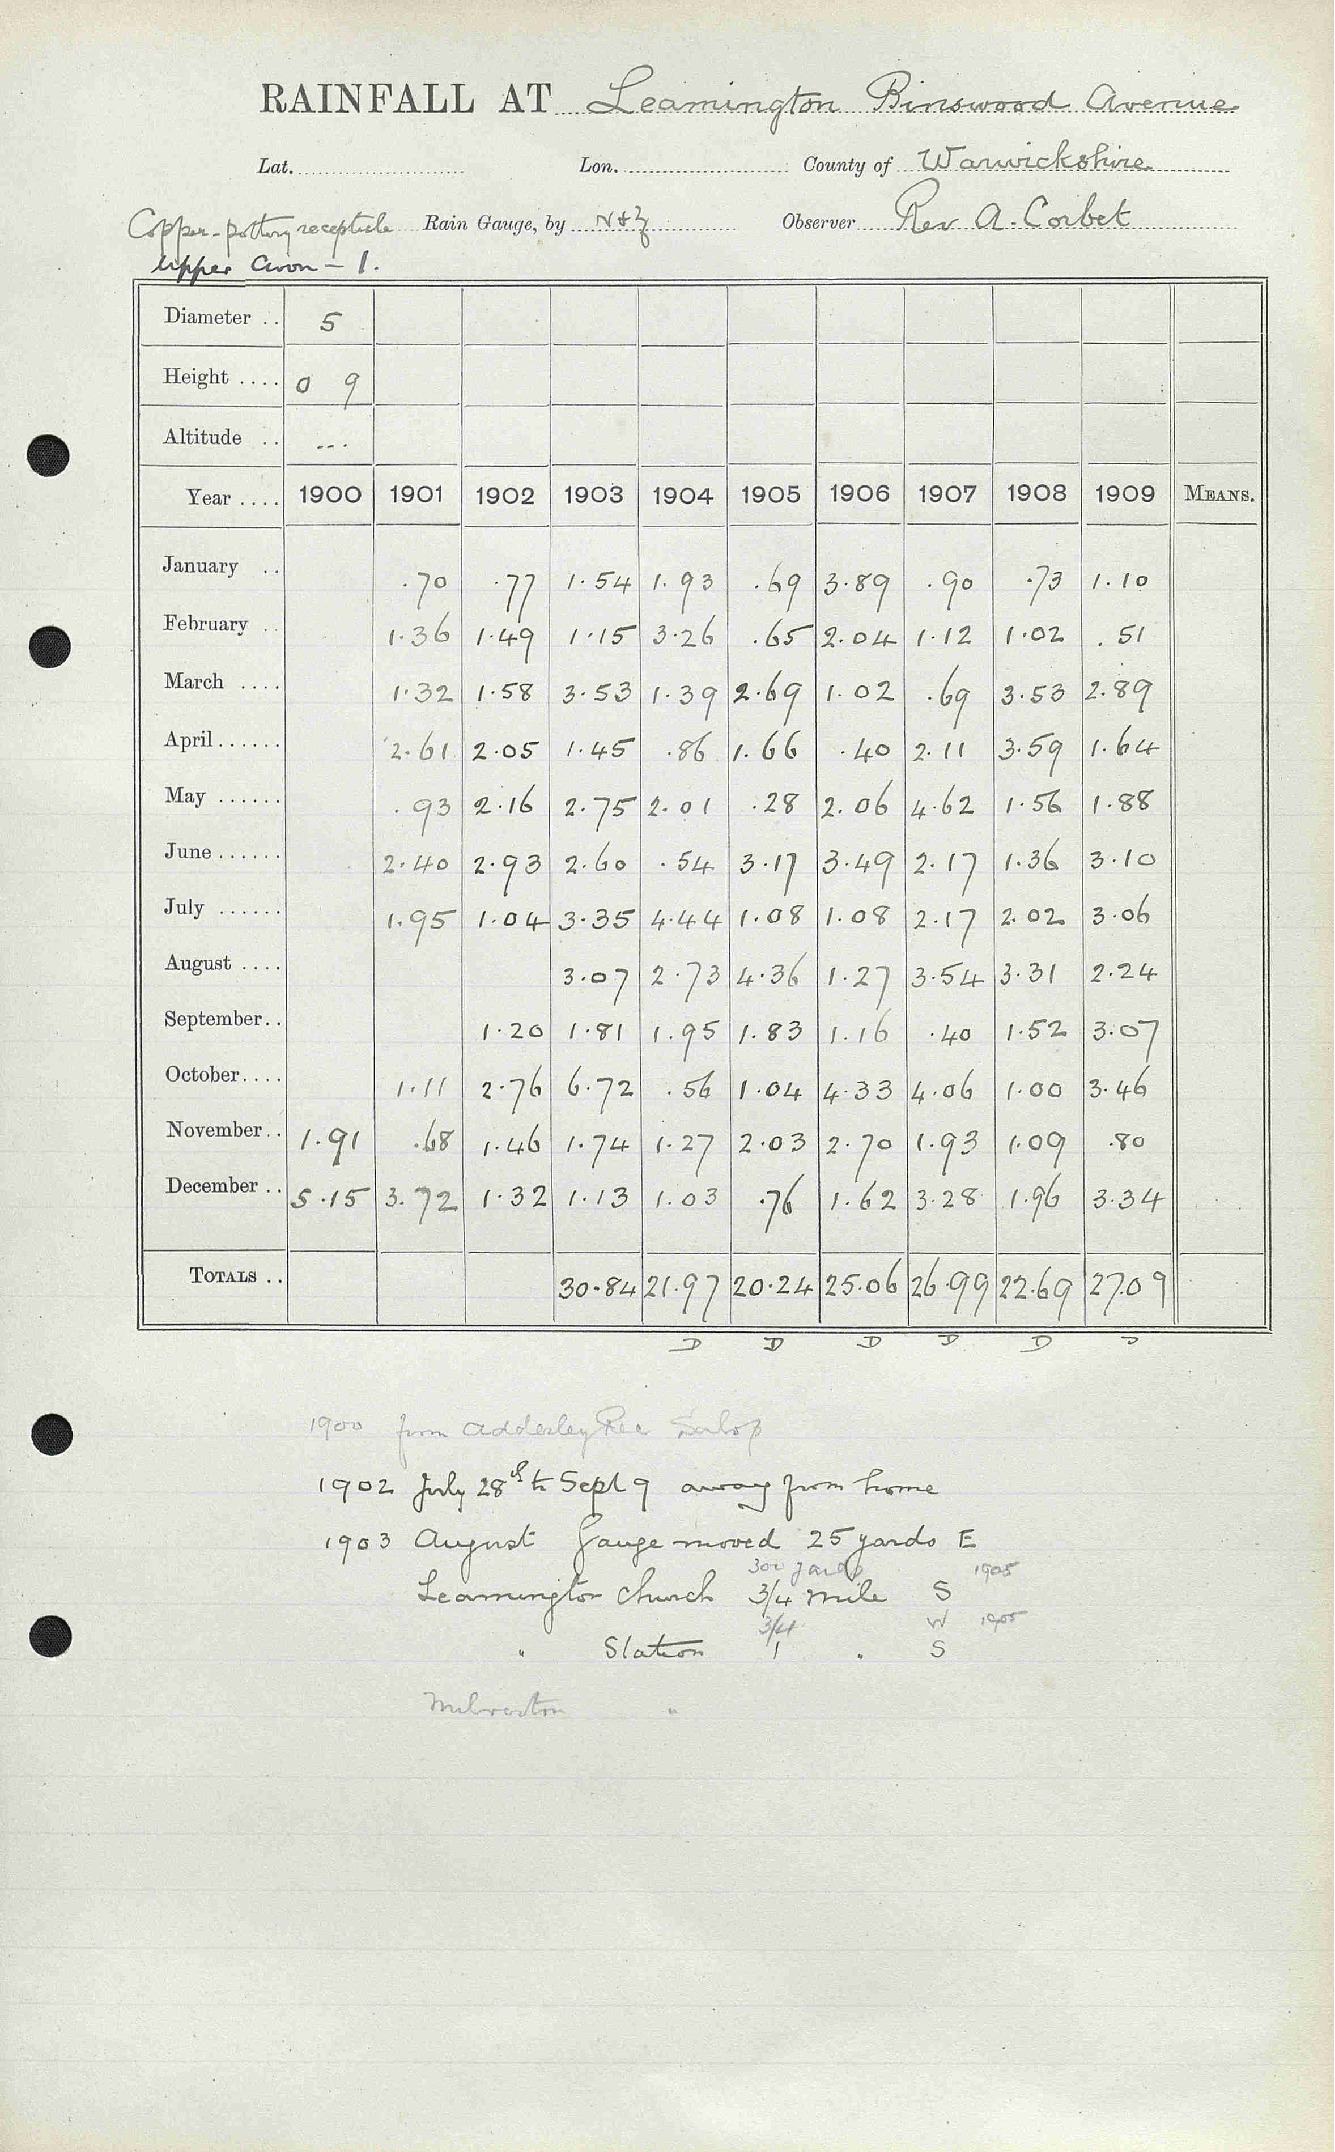 RAINFALL AT Leamington Binswood Avenue
Lat. Lon. County of Warwickshire
Copper - pottery recepticle Rain Gauge, by N & Z Observer Rev A. Corbet
Upper Avon - 1.
Diameter .. 5
Height .... 0 9
Altitude .. ---
Year .... 1900 1901 1902 1903 1904 1905 1906 1907 1908 1909 MEANS.
January .. .70 .77 1.54 1.93 .69 3.89 .90 .73 1.10
February .. 1.36 1.49 1.15 3.26 .65 2.04 1.12 1.02 .51
March .... 1.32 1.58 3.53 1.39 2.69 1.02 .69 3.53 2.89
April ...... 2.61 2.05 1.45 .86 1.66 .40 2.11 3.59 1.64
May ...... .93 2.16 2.75 2.01 .28 2.06 4.62 1.56 1.88
June ...... 2.40 2.93 2.60 .54 3.17 3.49 2.17 1.36 3.10
July ...... 1.95 1.04 3.35 4.44 1.08 1.08 2.17 2.02 3.06
August .... 3.07 2.73 4.36 1.27 3.54 3.31 2.24
September .. 1.20 1.81 1.95 1.83 1.16 .40 1.52 3.07
October .... 1.11 2.76 6.72 .56 1.04 4.33 4.06 1.00 3.46
November .. 1.91 .68 1.46 1.74 1.27 2.03 2.70 1.93 1.09 .80
December .. 5.15 3.72 1.32 1.13 1.03 .76 1.62 3.28 1.96 3.34
TOTALS .. 30.84 21.97 20.24 25.06 26.99 22.69 27.09
D D D D D D
1900 from Adderley Rec Salop
1902 July 28th to Sept 9 away from home
1903 August Gauge moved 25 yards E
300 yards 1905
Leamington Church 3/4 mile S
3/4 W 1905
" Station 1 " S
Milverton "